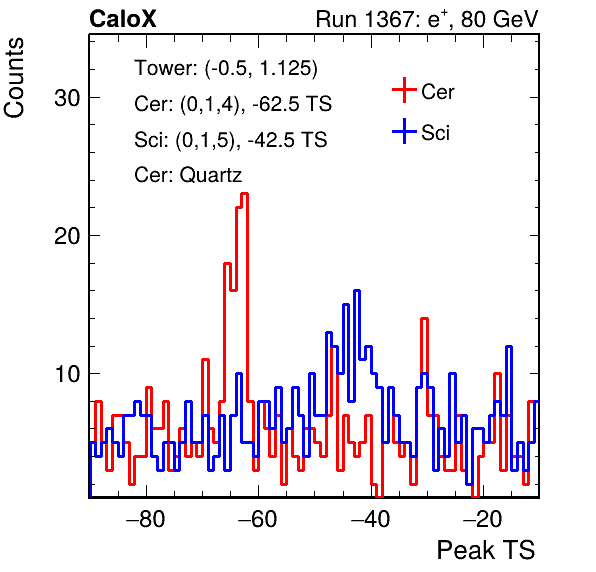 CaloX
Run 1367: e⁺, 80 GeV
Counts
Tower: (-0.5, 1.125)
Cer: (0,1,4), -62.5 TS
Sci: (0,1,5), -42.5 TS
Cer: Quartz
Cer
Sci
30
20
10
−80 −60 −40 −20
Peak TS